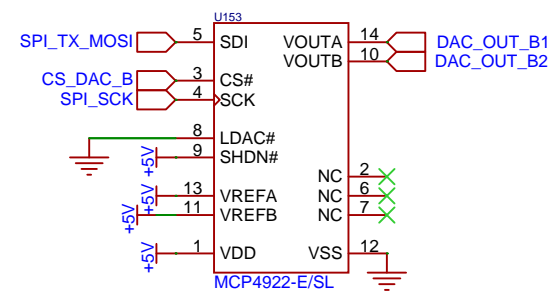 U153
SPI_TX_MOSI 5 SDI VOUTA 14 DAC_OUT_B1
VOUTB 10 DAC_OUT_B2
CS_DAC_B 3 CS#
SPI_SCK 4 SCK
8 LDAC#
+5V 9 SHDN#
NC 2
+5V 13 VREFA NC 6
+5V 11 VREFB NC 7
+5V 1 VDD VSS 12
MCP4922-E/SL